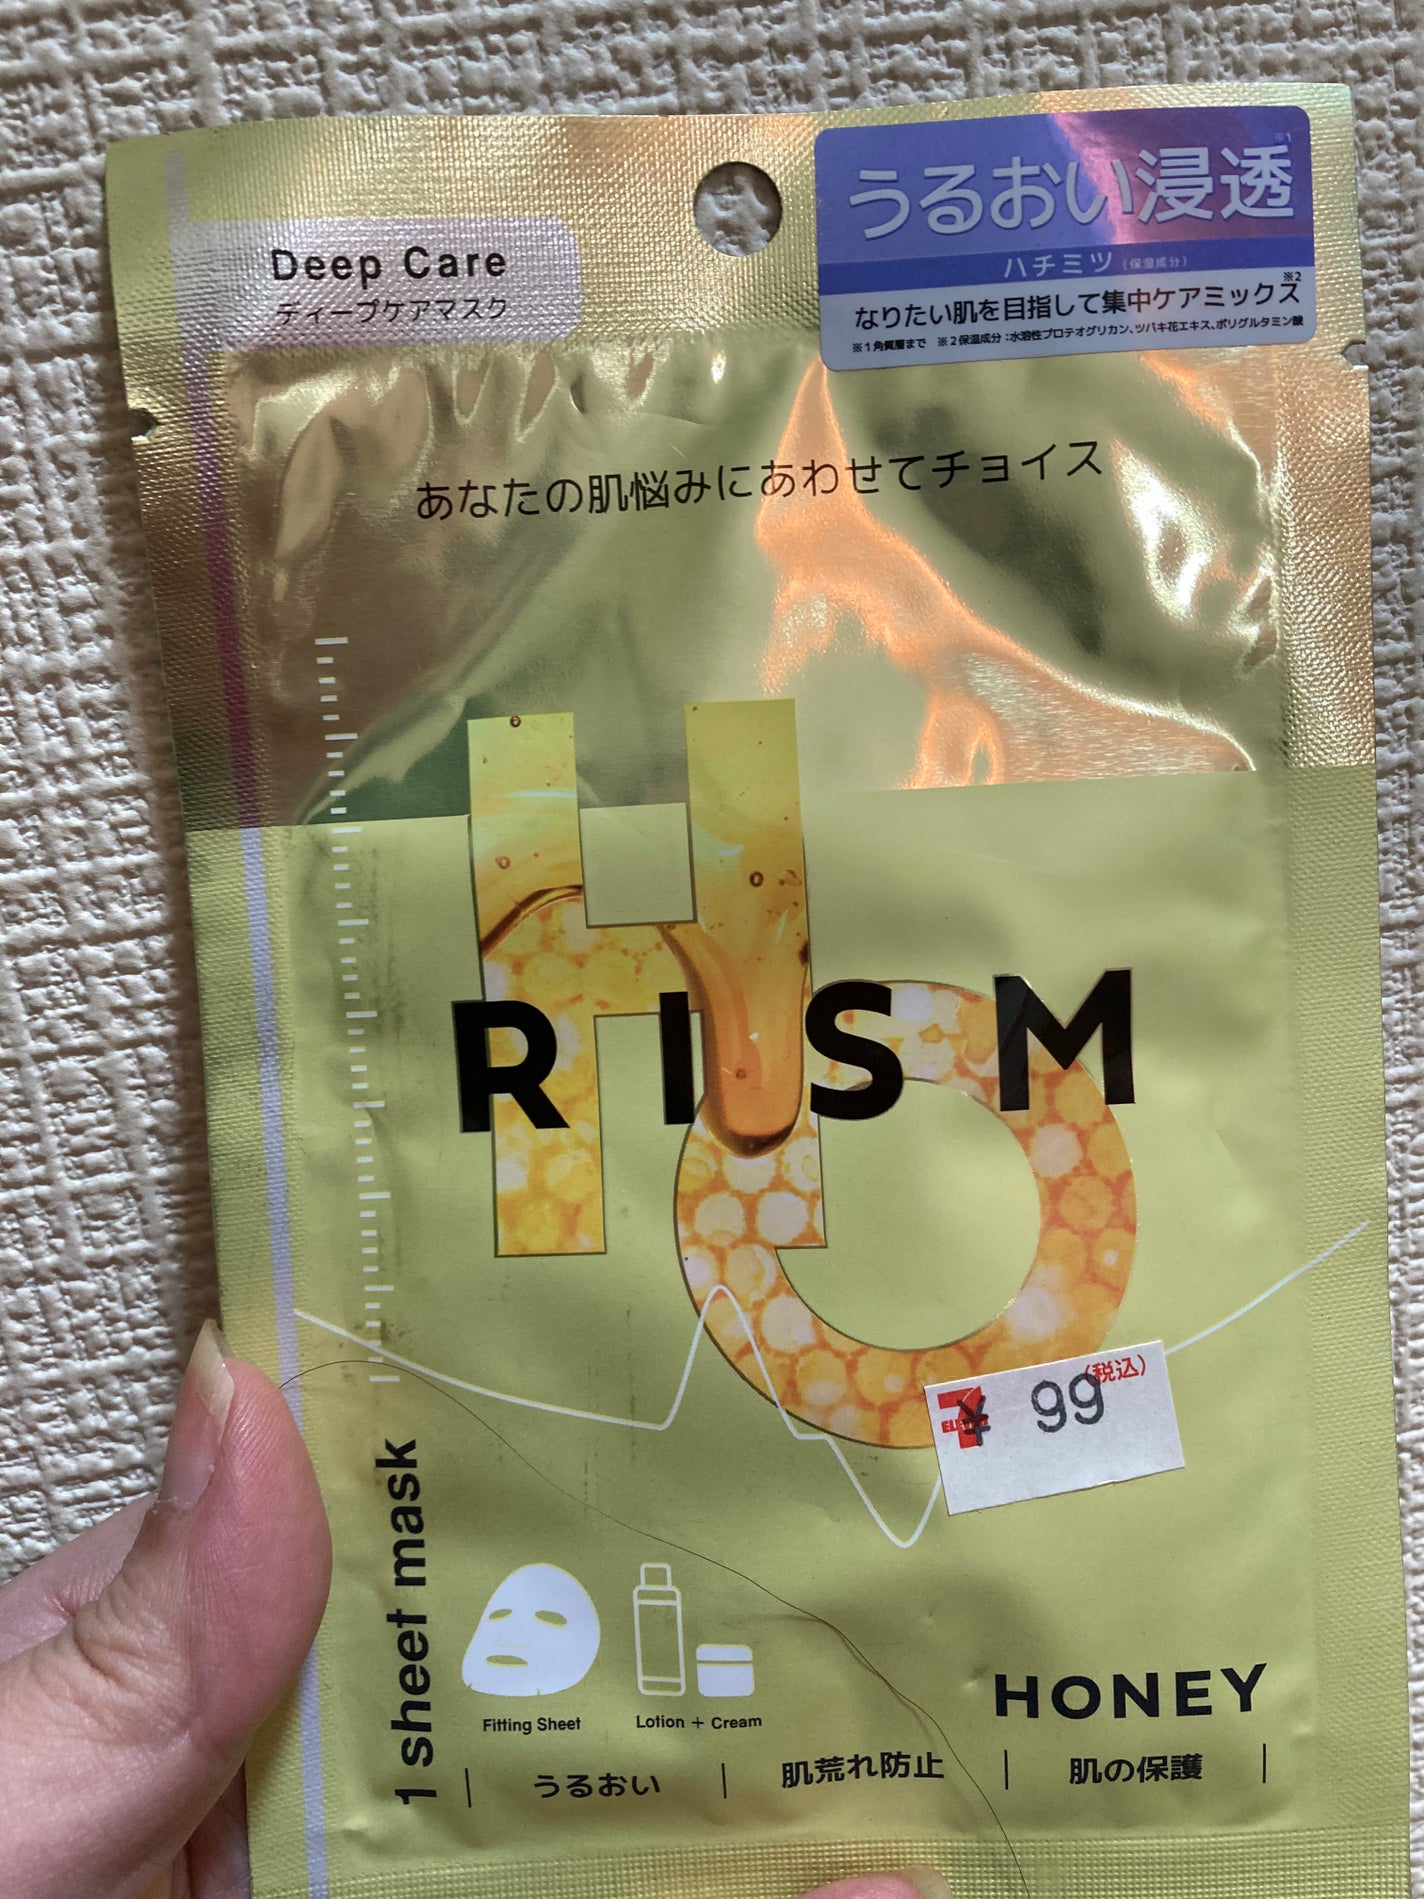 うるおい浸透※1
ハチミツ(保湿成分)
なりたい肌を目指して集中ケアミックス※2
※1角質層まで ※2保湿成分:水溶性プロテオグリカン、ツバキ花エキス、ポリグルタミン酸
Deep Care
ディープケアマスク
あなたの肌悩みにあわせてチョイス
Ho
RISM
(税込)
ELEVEN
¥ 99
1 sheet mask
Fitting Sheet
Lotion + Cream
HONEY
うるおい
肌荒れ防止
肌の保護